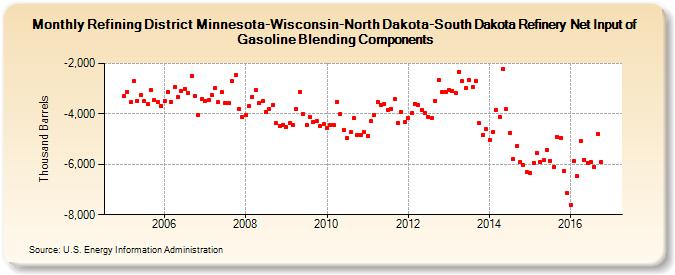 Monthly Refining District Minnesota-Wisconsin-North Dakota-South Dakota Refinery Net Input of
Gasoline Blending Components
Thousand Barrels
-2,000
-4,000
-6,000
-8,000
2006
2008
2010
2012
2014
2016
Source: U.S. Energy Information Administration